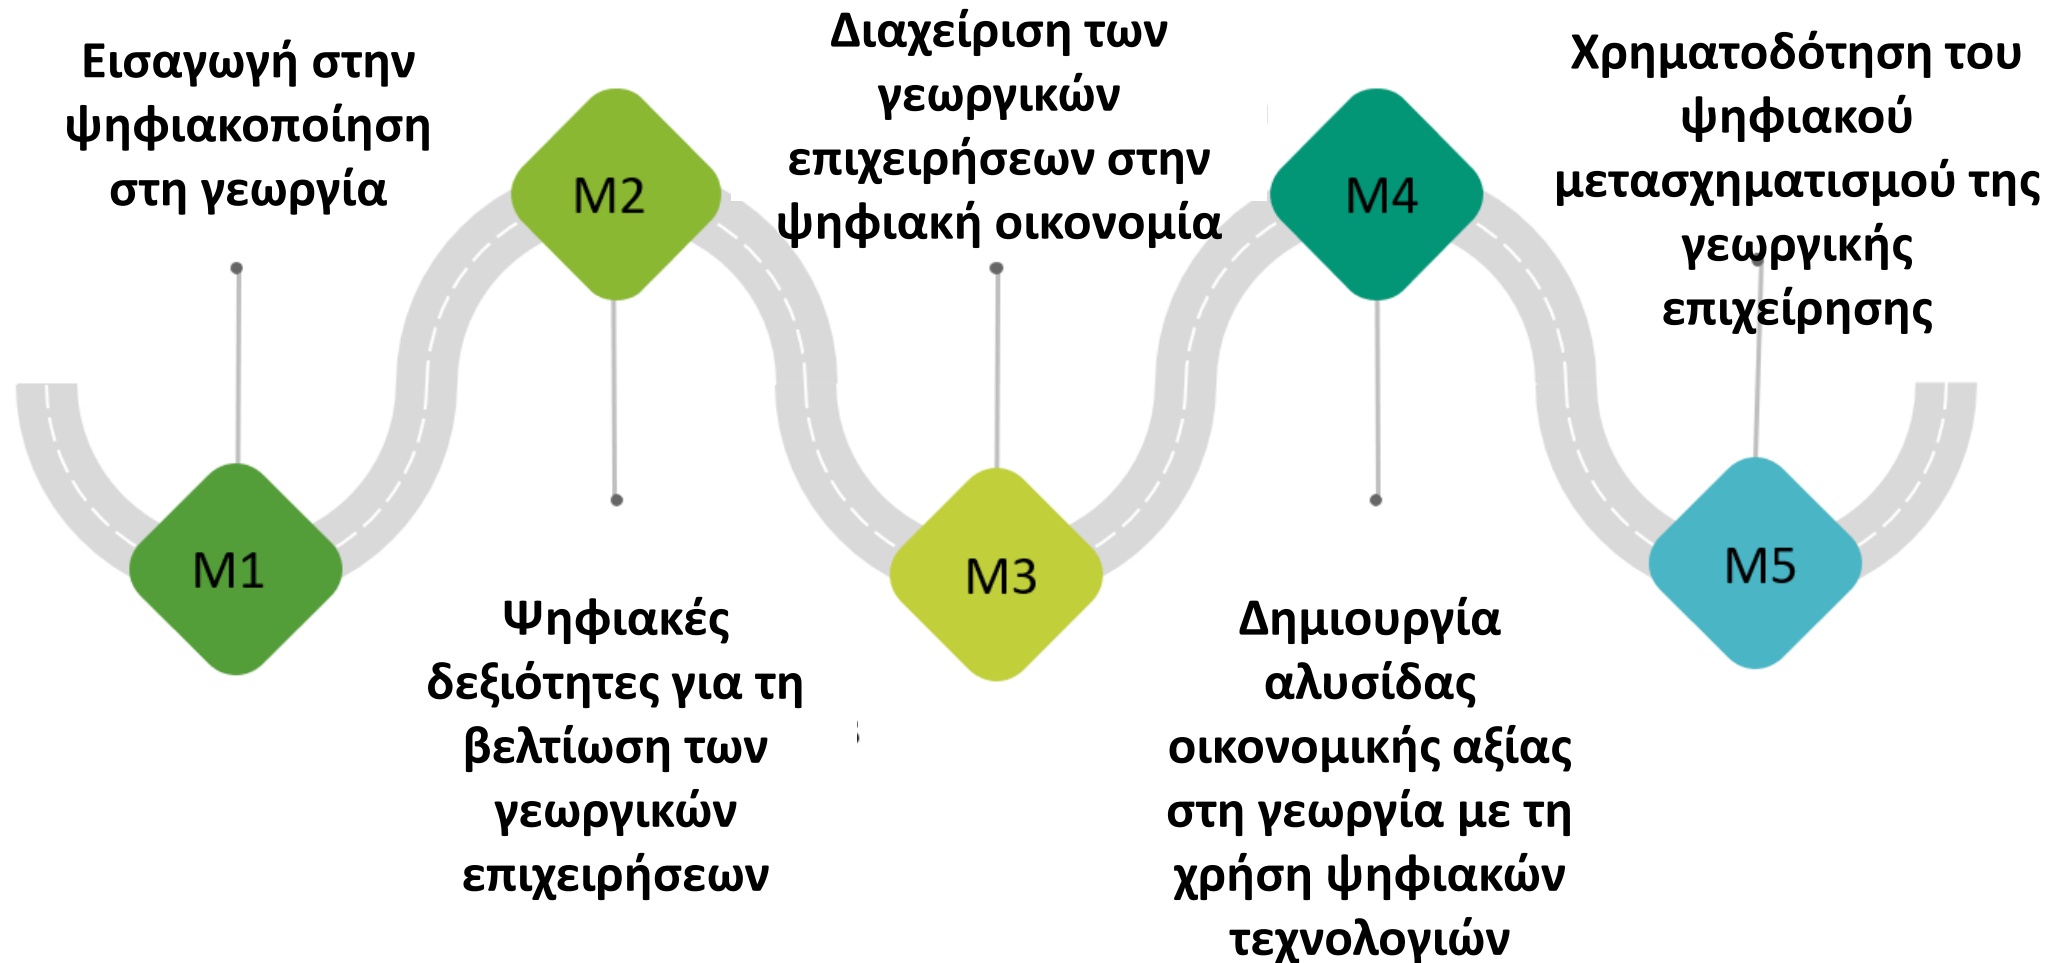 Εισαγωγή στην
ψηφιακοποίηση
στη γεωργία
M1
M2
Ψηφιακές
δεξιότητες για τη
βελτίωση των
γεωργικών
επιχειρήσεων
Διαχείριση των
γεωργικών
επιχειρήσεων στην
ψηφιακή οικονομία
M3
M4
Δημιουργία
αλυσίδας
οικονομικής αξίας
στη γεωργία με τη
χρήση ψηφιακών
τεχνολογιών
Χρηματοδότηση του
ψηφιακού
μετασχηματισμού της
γεωργικής
επιχείρησης
M5